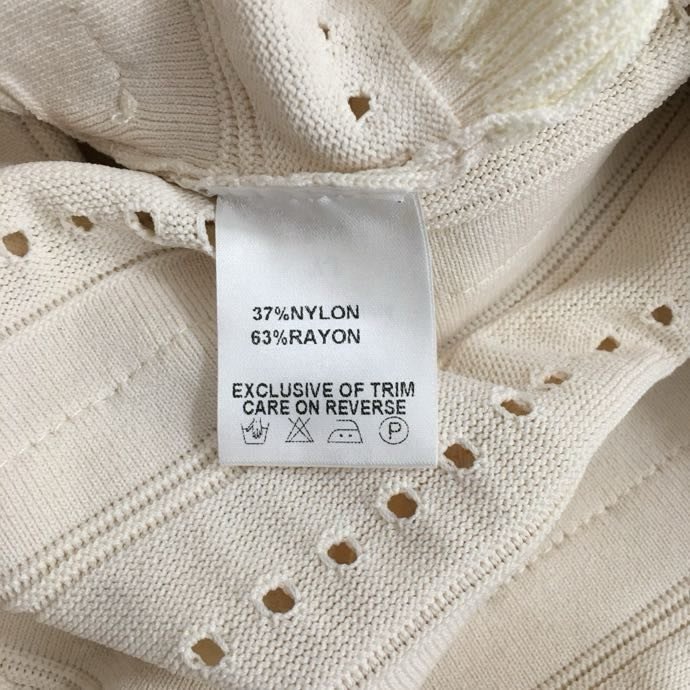 37%NYLON
63%RAYON
EXCLUSIVE OF TRIM
CARE ON REVERSE
P